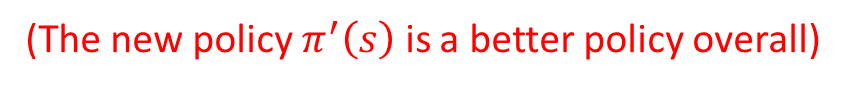 (The new policy π′(s) is a better policy overall)